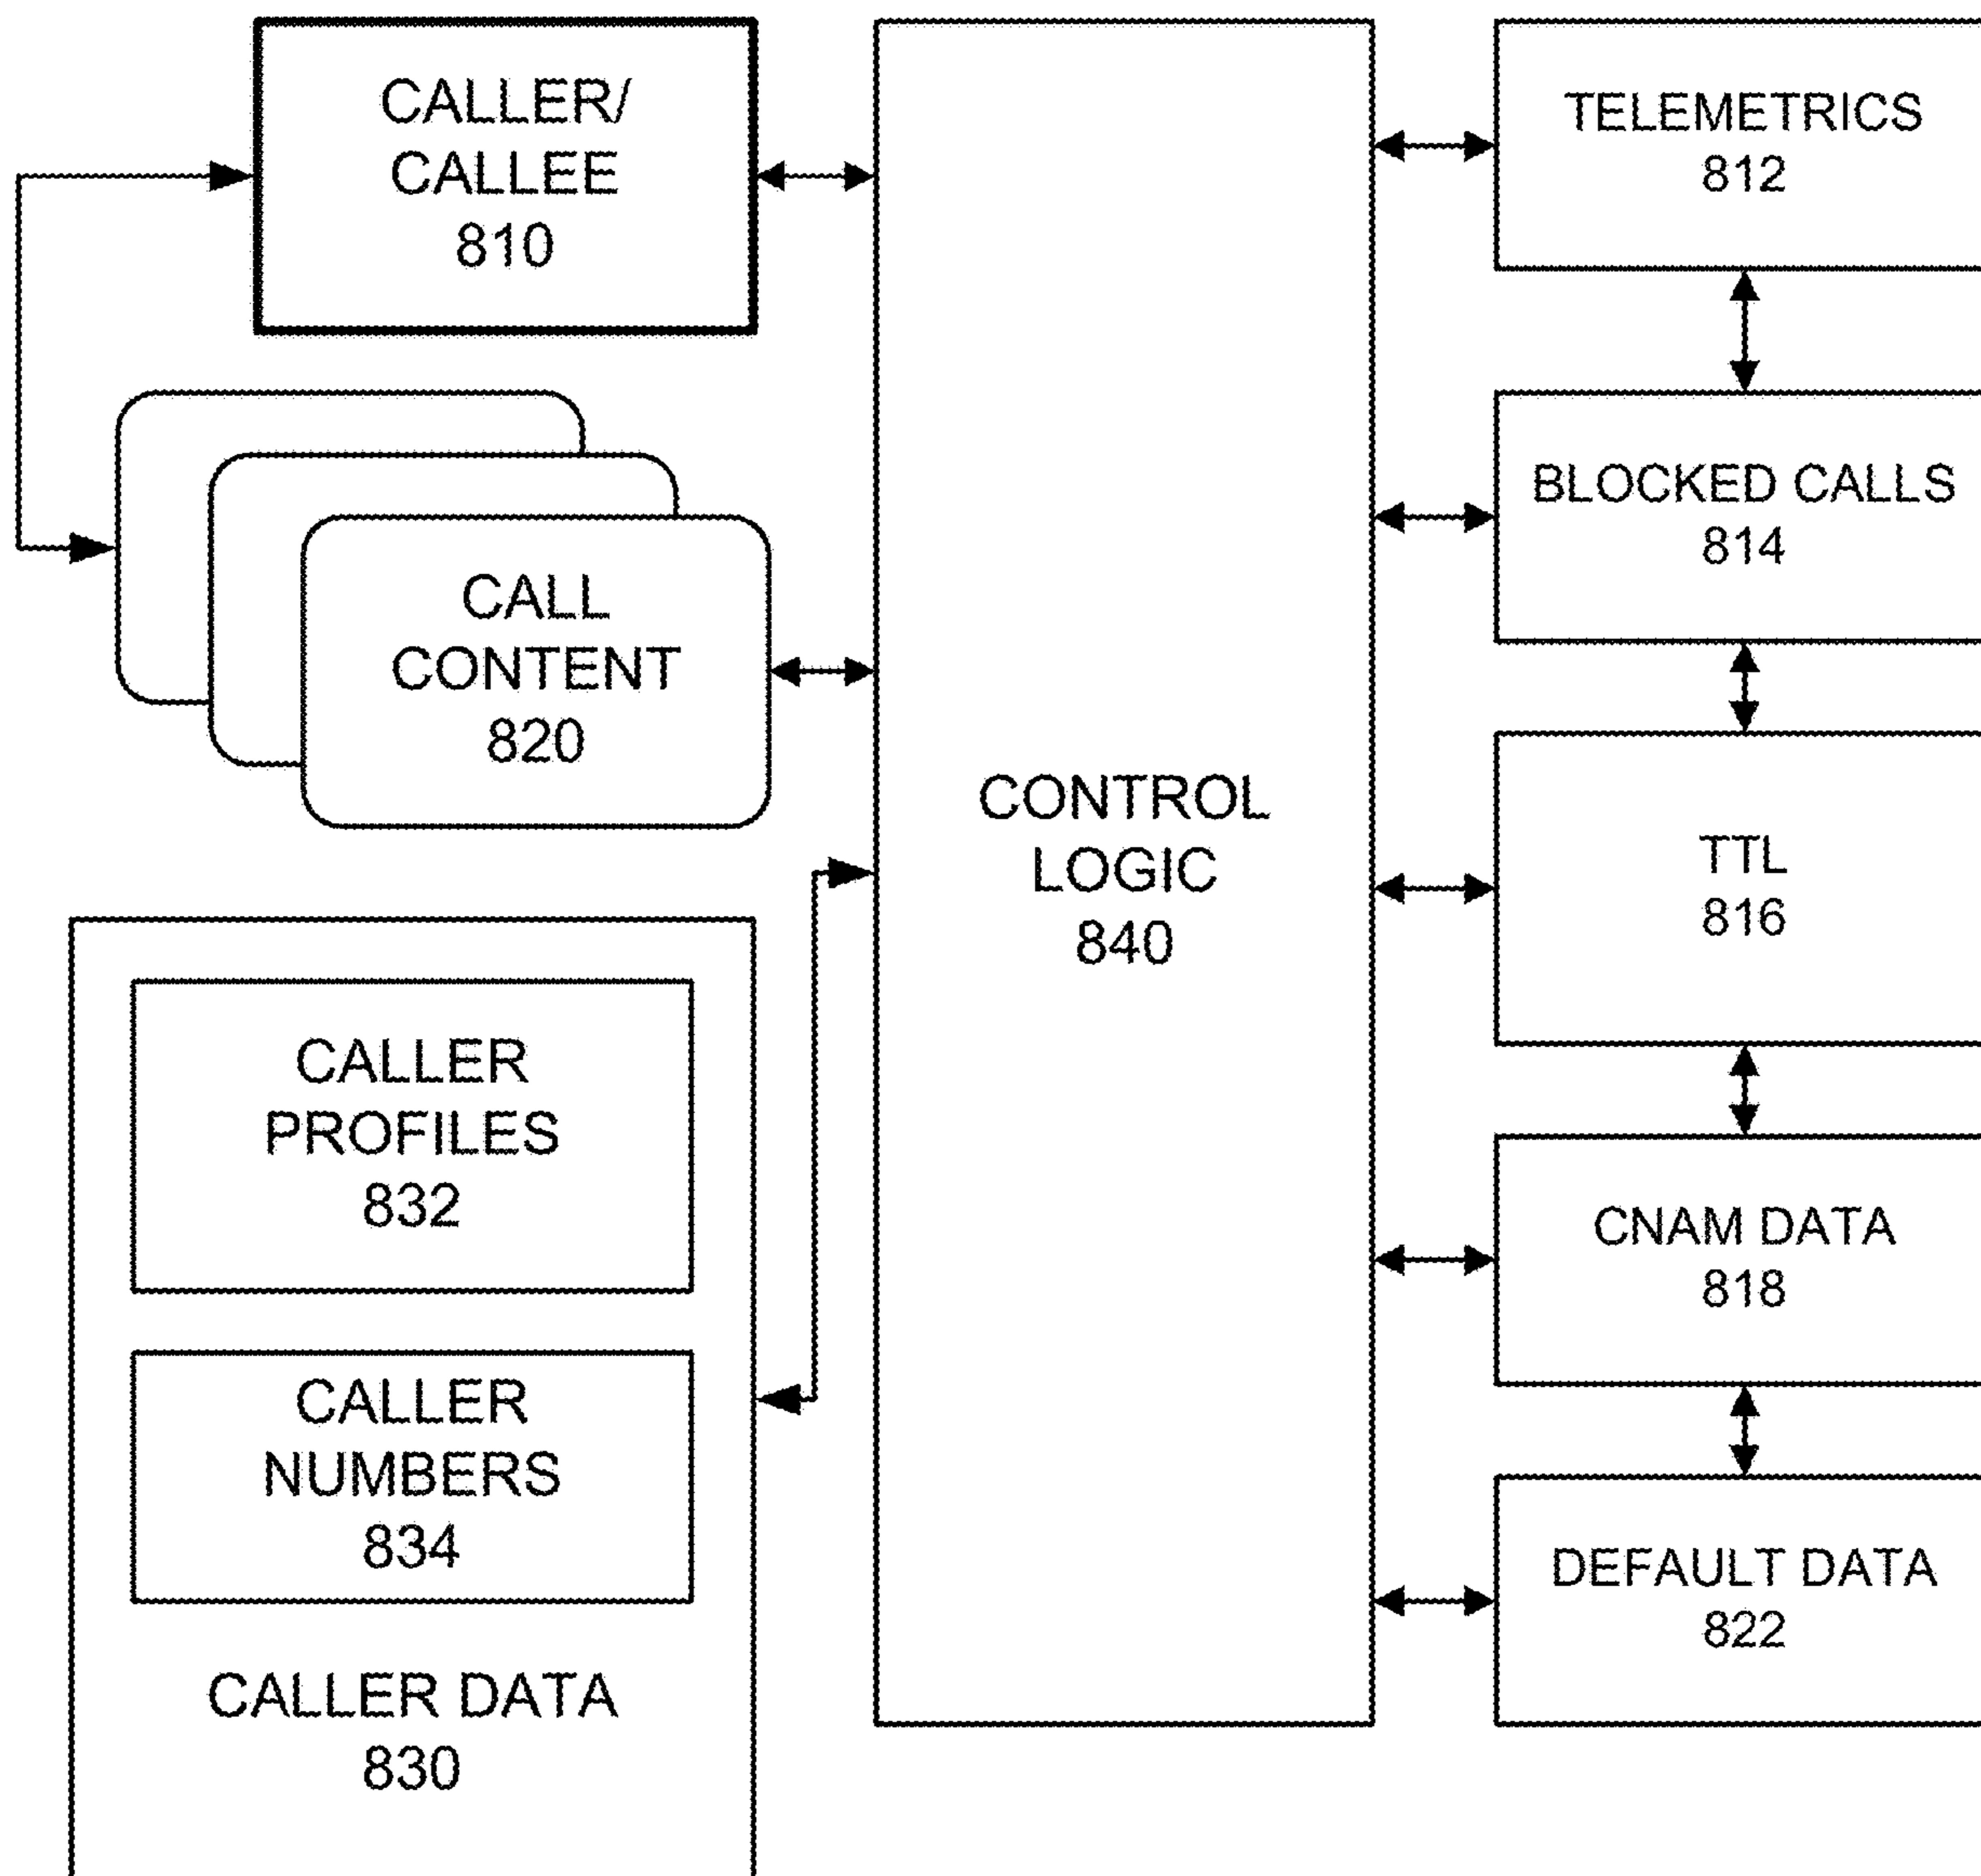 CALLER/
CALLEE
810
CALL
CONTENT
820
CALLER
PROFILES
832
CALLER
NUMBERS
834
CALLER DATA
830
CONTROL
LOGIC
840
TELEMETRICS
812
BLOCKED CALLS
814
TTL
816
CNAM DATA
818
DEFAULT DATA
822